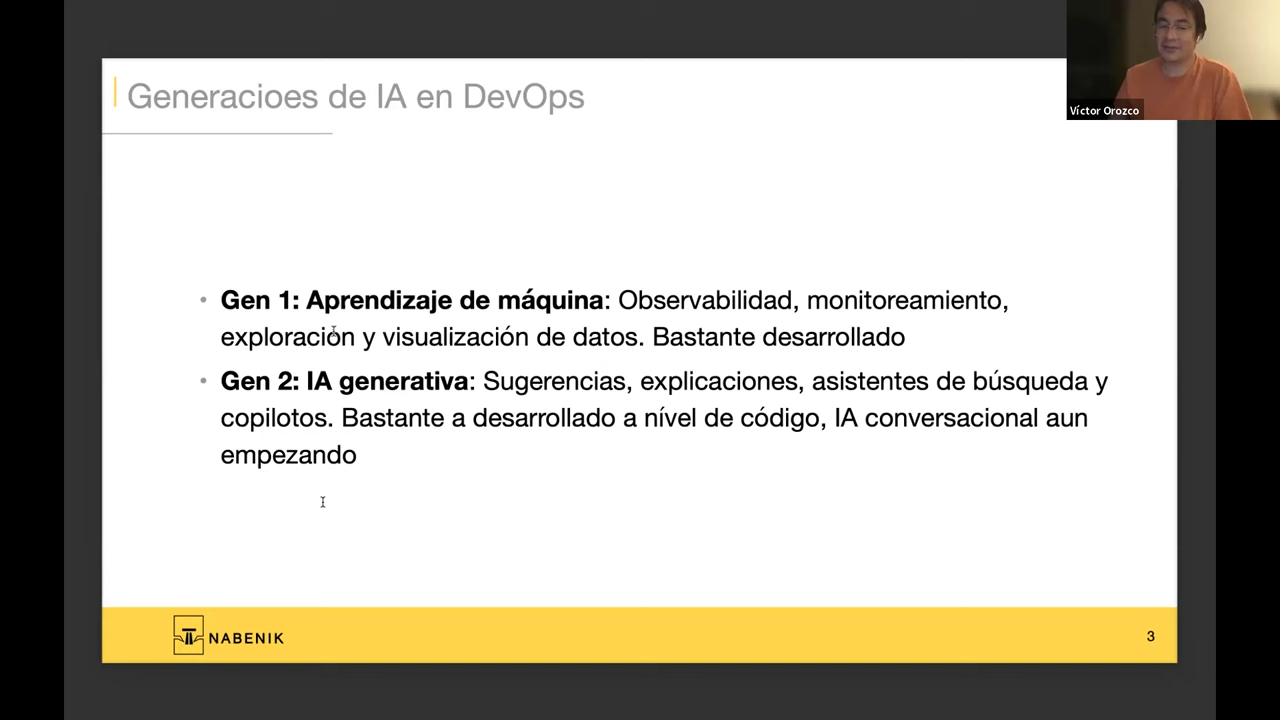 Generacioes de IA en DevOps
Víctor Orozco
• Gen 1: Aprendizaje de máquina: Observabilidad, monitoreamiento,
exploración y visualización de datos. Bastante desarrollado
• Gen 2: IA generativa: Sugerencias, explicaciones, asistentes de búsqueda y
copilotos. Bastante a desarrollado a nível de código, IA conversacional aun
empezando
NABENIK
3